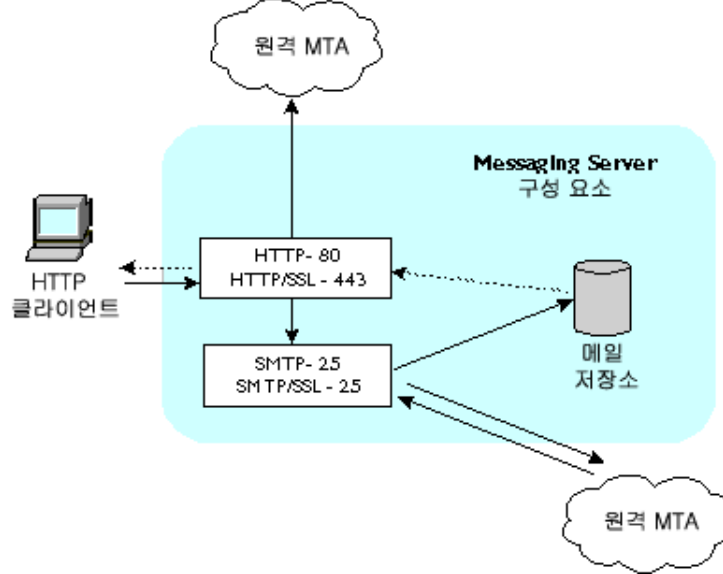 원격 MTA
Messaging Server
구성 요소
HTTP- 80
HTTP/SSL - 443
HTTP
클라이언트
SMTP- 25
SMTP/SSL - 25
메일
저장소
원격 MTA